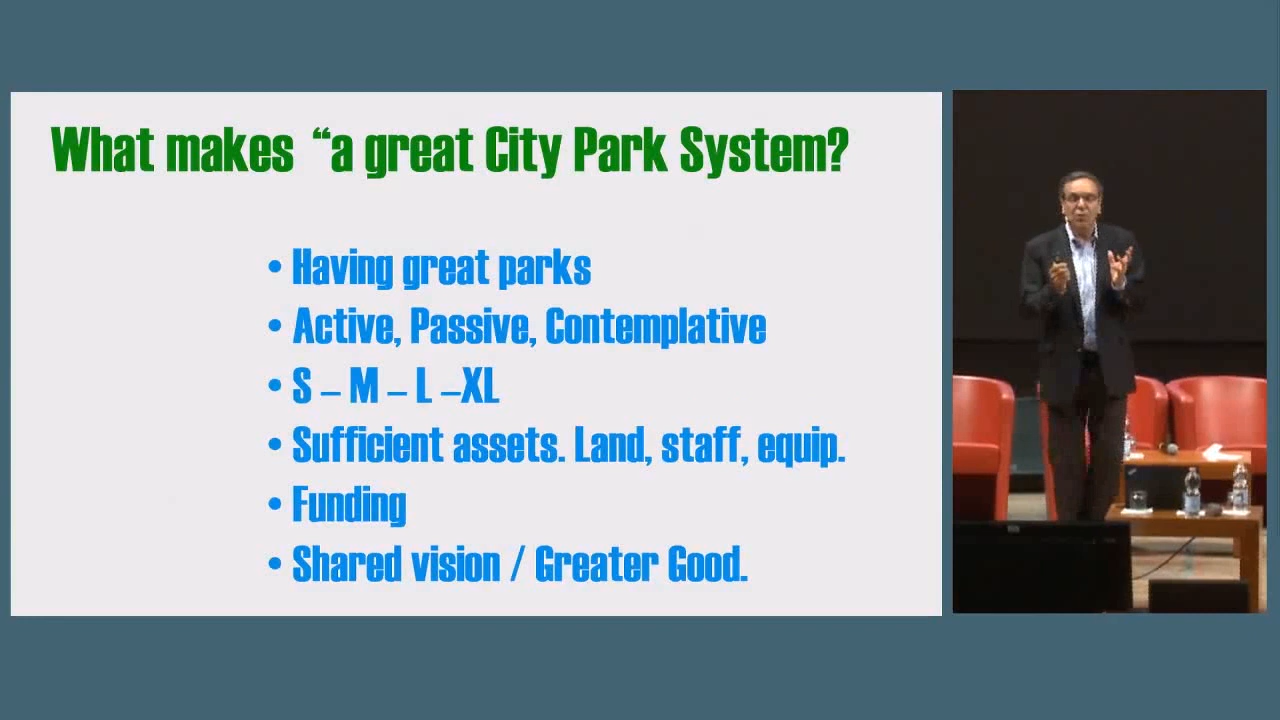 What makes “a great City Park System?
• Having great parks
• Active, Passive, Contemplative
• S – M – L –XL
• Sufficient assets. Land, staff, equip.
• Funding
• Shared vision / Greater Good.